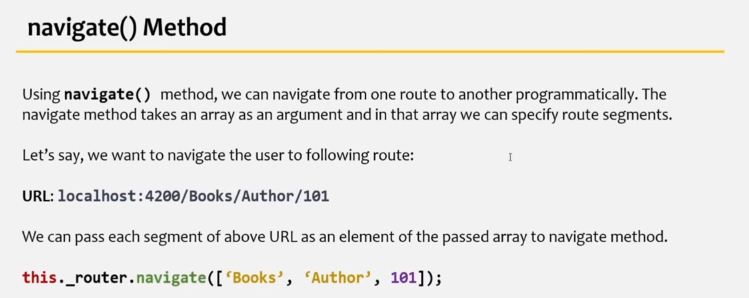 navigate() Method
Using navigate() method, we can navigate from one route to another programmatically. The
navigate method takes an array as an argument and in that array we can specify route segments.
Let’s say, we want to navigate the user to following route:
URL: localhost:4200/Books/Author/101
We can pass each segment of above URL as an element of the passed array to navigate method.
this._router.navigate([‘Books’, ‘Author’, 101]);